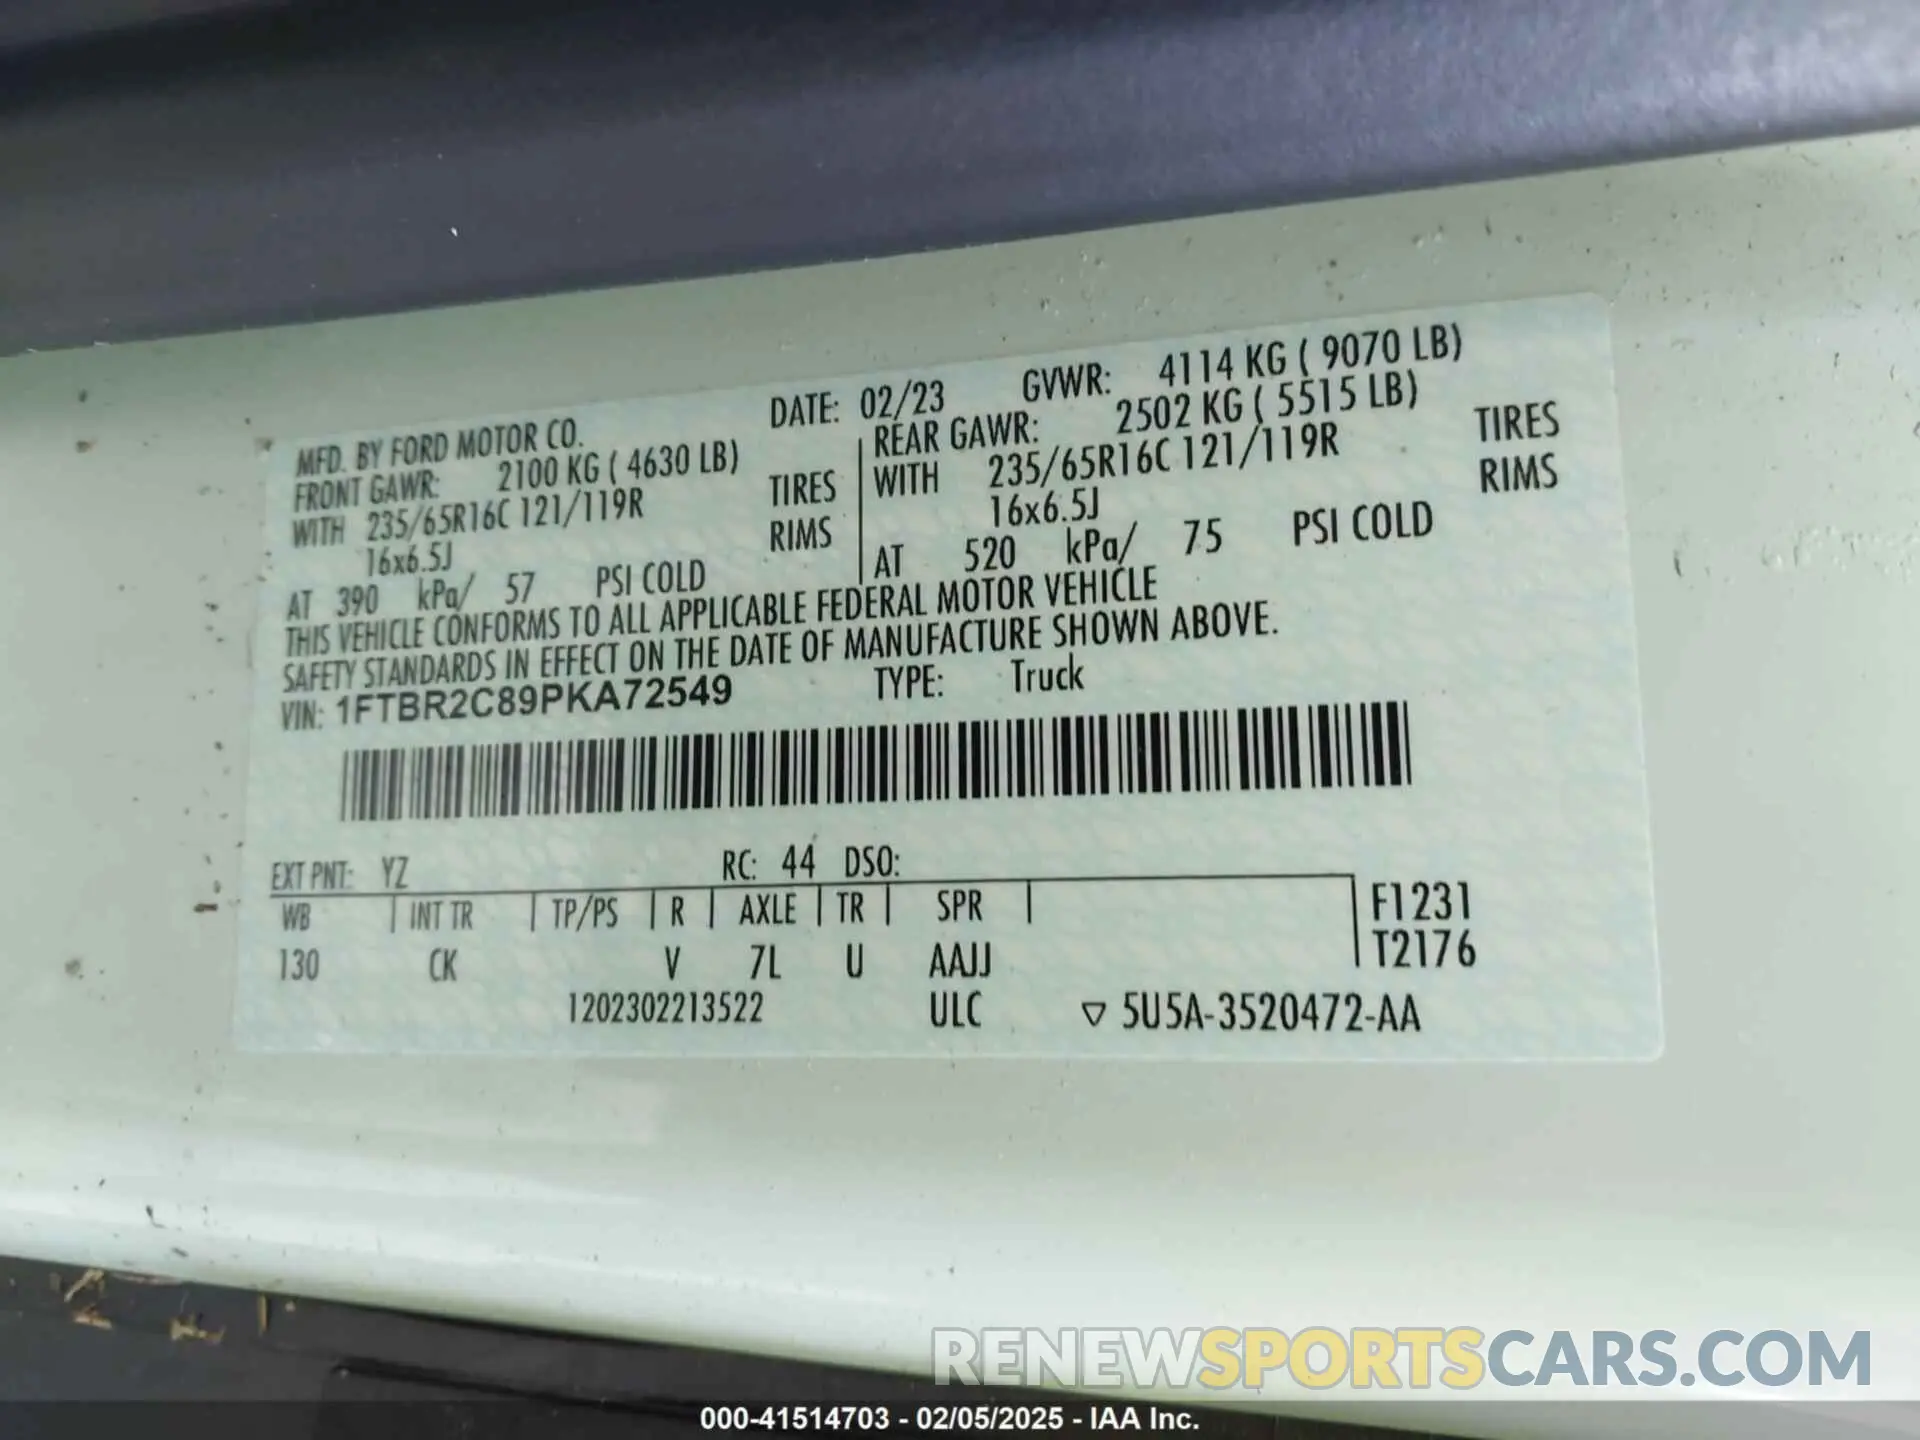 MFD. BY FORD MOTOR CO.
DATE: 02/23
GVWR: 4114 KG ( 9070 LB)
FRONT GAWR: 2100 KG ( 4630 LB)
WITH 235/65R16C 121/119R TIRES
16x6.5J RIMS
AT 390 kPa/ 57 PSI COLD
REAR GAWR: 2502 KG ( 5515 LB)
WITH 235/65R16C 121/119R TIRES
16x6.5J RIMS
AT 520 kPa/ 75 PSI COLD
THIS VEHICLE CONFORMS TO ALL APPLICABLE FEDERAL MOTOR VEHICLE
SAFETY STANDARDS IN EFFECT ON THE DATE OF MANUFACTURE SHOWN ABOVE.
VIN: 1FTBR2C89PKA72549 TYPE: Truck
EXT PNT: YZ RC: 44 DSO:
WB INT TR TP/PS R AXLE TR SPR F1231
130 CK V 7L U AAJJ T2176
1202302213522 ULC ▽ 5U5A-3520472-AA
RENEWSPORTSCARS.COM
000-41514703 - 02/05/2025 - IAA Inc.